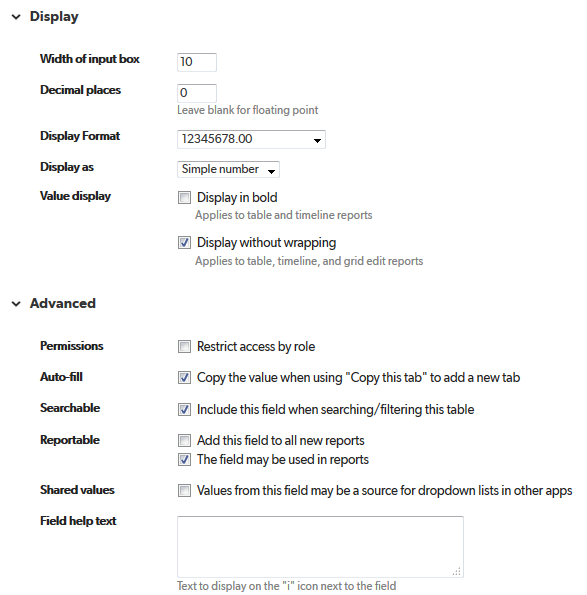 Display
Width of input box 10
Decimal places 0
Leave blank for floating point
Display Format 12345678.00
Display as Simple number
Value display Display in bold
Applies to table and timeline reports
Display without wrapping
Applies to table, timeline, and grid edit reports
Advanced
Permissions Restrict access by role
Auto-fill Copy the value when using "Copy this tab" to add a new tab
Searchable Include this field when searching/filtering this table
Reportable Add this field to all new reports
The field may be used in reports
Shared values Values from this field may be a source for dropdown lists in other apps
Field help text
Text to display on the "i" icon next to the field